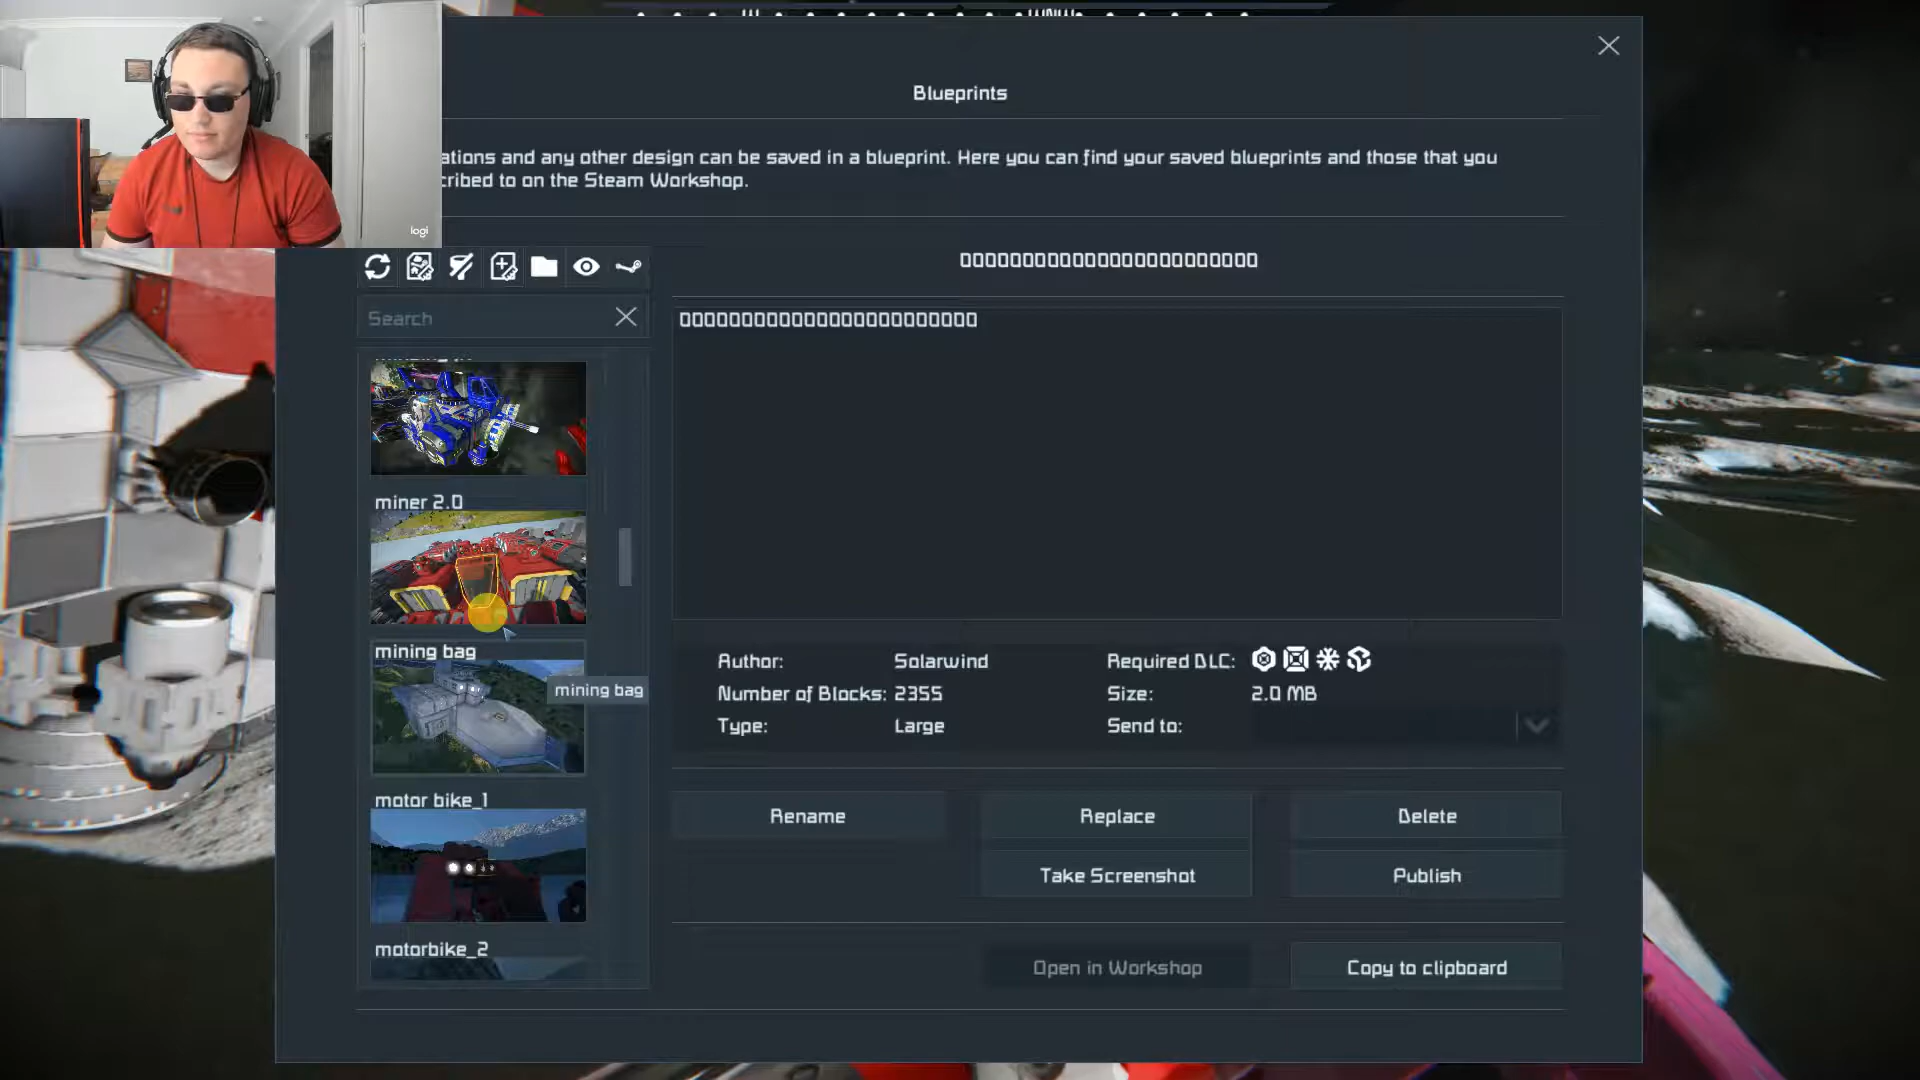 Blueprints
ations and any other design can be saved in a blueprint. Here you can find your saved blueprints and those that you
cribed to on the Steam Workshop.
logi
Search
miner 2.0
mining bag
mining bag
motor bike_1
motorbike_2
Author: Solarwind
Required DLC:
Number of Blocks: 2355
Size: 2.0 MB
Type: Large
Send to:
Rename
Replace
Delete
Take Screenshot
Publish
Open in Workshop
Copy to clipboard